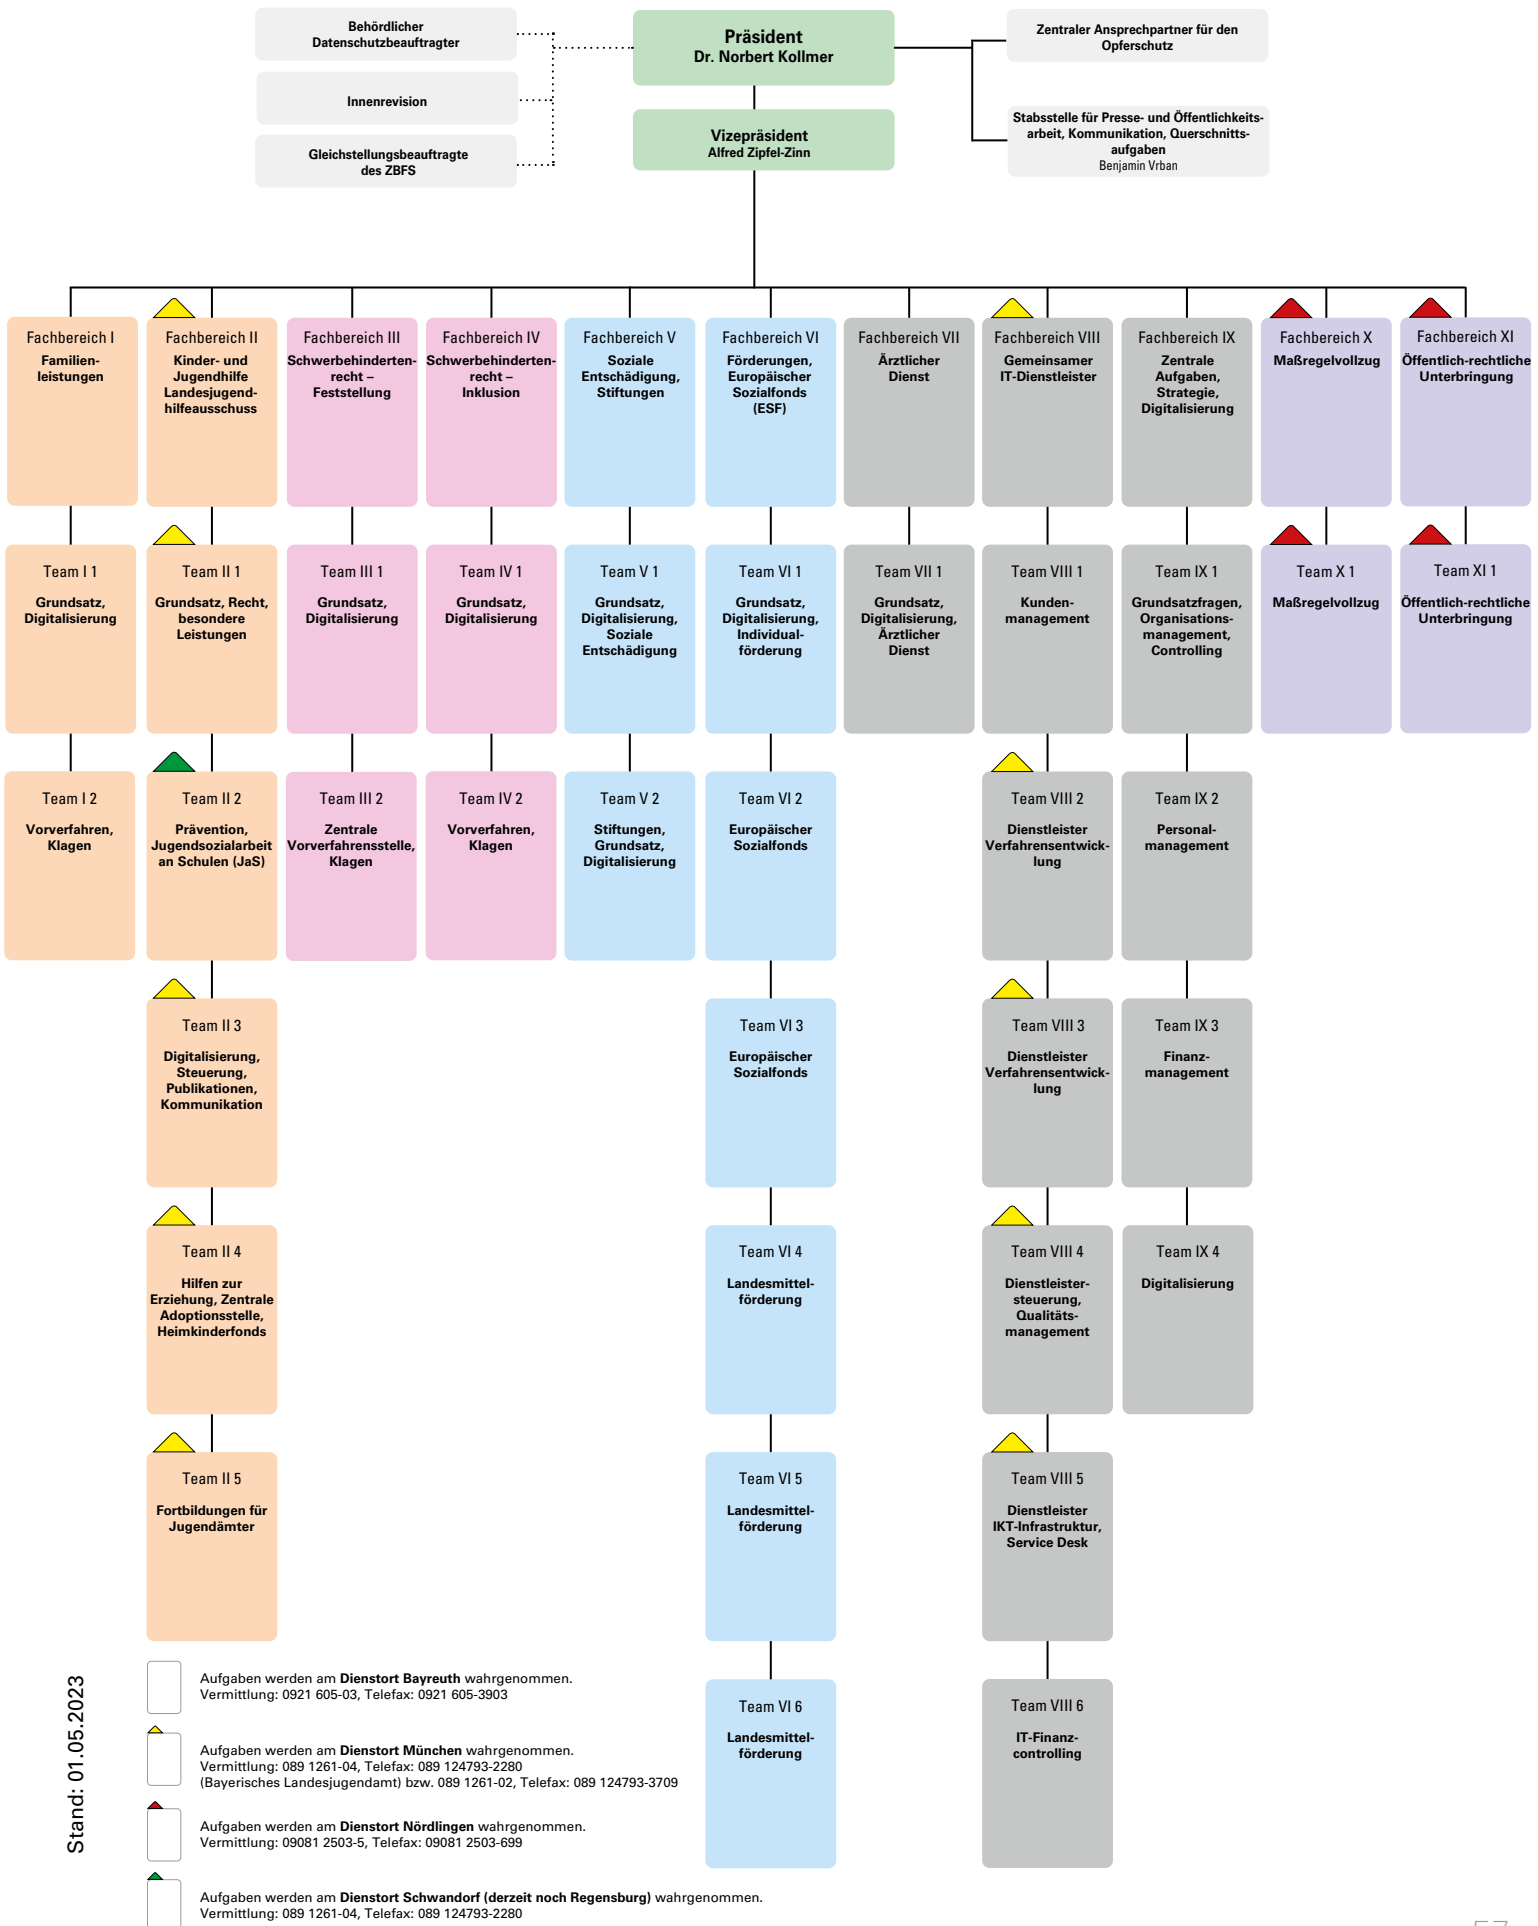 Behördlicher
Datenschutzbeauftragter
Innenrevision
Gleichstellungsbeauftragte
des ZBFS
Präsident
Dr. Norbert Kollmer
Vizepräsident
Alfred Zipfel-Zinn
Zentraler Ansprechpartner für den
Opferschutz
Stabsstelle für Presse- und Öffentlichkeits-
arbeit, Kommunikation, Querschnitts-
aufgaben
Benjamin Vrban
Fachbereich I
Familien-
leistungen
Fachbereich II
Kinder- und
Jugendhilfe
Landesjugend-
hilfeausschuss
Fachbereich III
Schwerbehinderten-
recht –
Feststellung
Fachbereich IV
Schwerbehinderten-
recht –
Inklusion
Fachbereich V
Soziale
Entschädigung,
Stiftungen
Fachbereich VI
Förderungen,
Europäischer
Sozialfonds
(ESF)
Fachbereich VII
Ärztlicher
Dienst
Fachbereich VIII
Gemeinsamer
IT-Dienstleister
Fachbereich IX
Zentrale
Aufgaben,
Strategie,
Digitalisierung
Fachbereich X
Maßregelvollzug
Fachbereich XI
Öffentlich-rechtliche
Unterbringung
Team I 1
Grundsatz,
Digitalisierung
Team II 1
Grundsatz, Recht,
besondere
Leistungen
Team III 1
Grundsatz,
Digitalisierung
Team IV 1
Grundsatz,
Digitalisierung
Team V 1
Grundsatz,
Digitalisierung,
Soziale
Entschädigung
Team VI 1
Grundsatz,
Digitalisierung,
Individual-
förderung
Team VII 1
Grundsatz,
Digitalisierung,
Ärztlicher
Dienst
Team VIII 1
Kunden-
management
Team IX 1
Grundsatzfragen,
Organisations-
management,
Controlling
Team X 1
Maßregelvollzug
Team XI 1
Öffentlich-rechtliche
Unterbringung
Team I 2
Vorverfahren,
Klagen
Team II 2
Prävention,
Jugendsozialarbeit
an Schulen (JaS)
Team III 2
Zentrale
Vorverfahrensstelle,
Klagen
Team IV 2
Vorverfahren,
Klagen
Team V 2
Stiftungen,
Grundsatz,
Digitalisierung
Team VI 2
Europäischer
Sozialfonds
Team VIII 2
Dienstleister
Verfahrensentwick-
lung
Team IX 2
Personal-
management
Team II 3
Digitalisierung,
Steuerung,
Publikationen,
Kommunikation
Team VI 3
Europäischer
Sozialfonds
Team VIII 3
Dienstleister
Verfahrensentwick-
lung
Team IX 3
Finanz-
management
Team II 4
Hilfen zur
Erziehung, Zentrale
Adoptionsstelle,
Heimkinderfonds
Team VI 4
Landesmittel-
förderung
Team VIII 4
Dienstleister-
steuerung,
Qualitäts-
management
Team IX 4
Digitalisierung
Team II 5
Fortbildungen für
Jugendämter
Team VI 5
Landesmittel-
förderung
Team VIII 5
Dienstleister
IKT-Infrastruktur,
Service Desk
Team VI 6
Landesmittel-
förderung
Team VIII 6
IT-Finanz-
controlling
Stand: 01.05.2023
Aufgaben werden am Dienstort Bayreuth wahrgenommen.
Vermittlung: 0921 605-03, Telefax: 0921 605-3903
Aufgaben werden am Dienstort München wahrgenommen.
Vermittlung: 089 1261-04, Telefax: 089 124793-2280
(Bayerisches Landesjugendamt) bzw. 089 1261-02, Telefax: 089 124793-3709
Aufgaben werden am Dienstort Nördlingen wahrgenommen.
Vermittlung: 09081 2503-5, Telefax: 09081 2503-699
Aufgaben werden am Dienstort Schwandorf (derzeit noch Regensburg) wahrgenommen.
Vermittlung: 089 1261-04, Telefax: 089 124793-2280